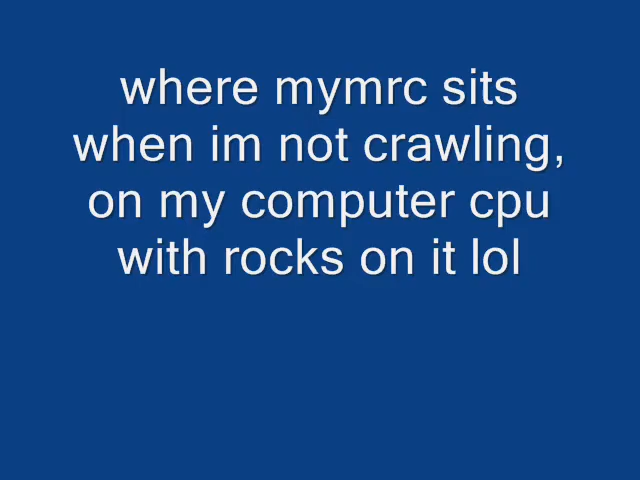 where mymrc sits
when im not crawling,
on my computer cpu
with rocks on it lol